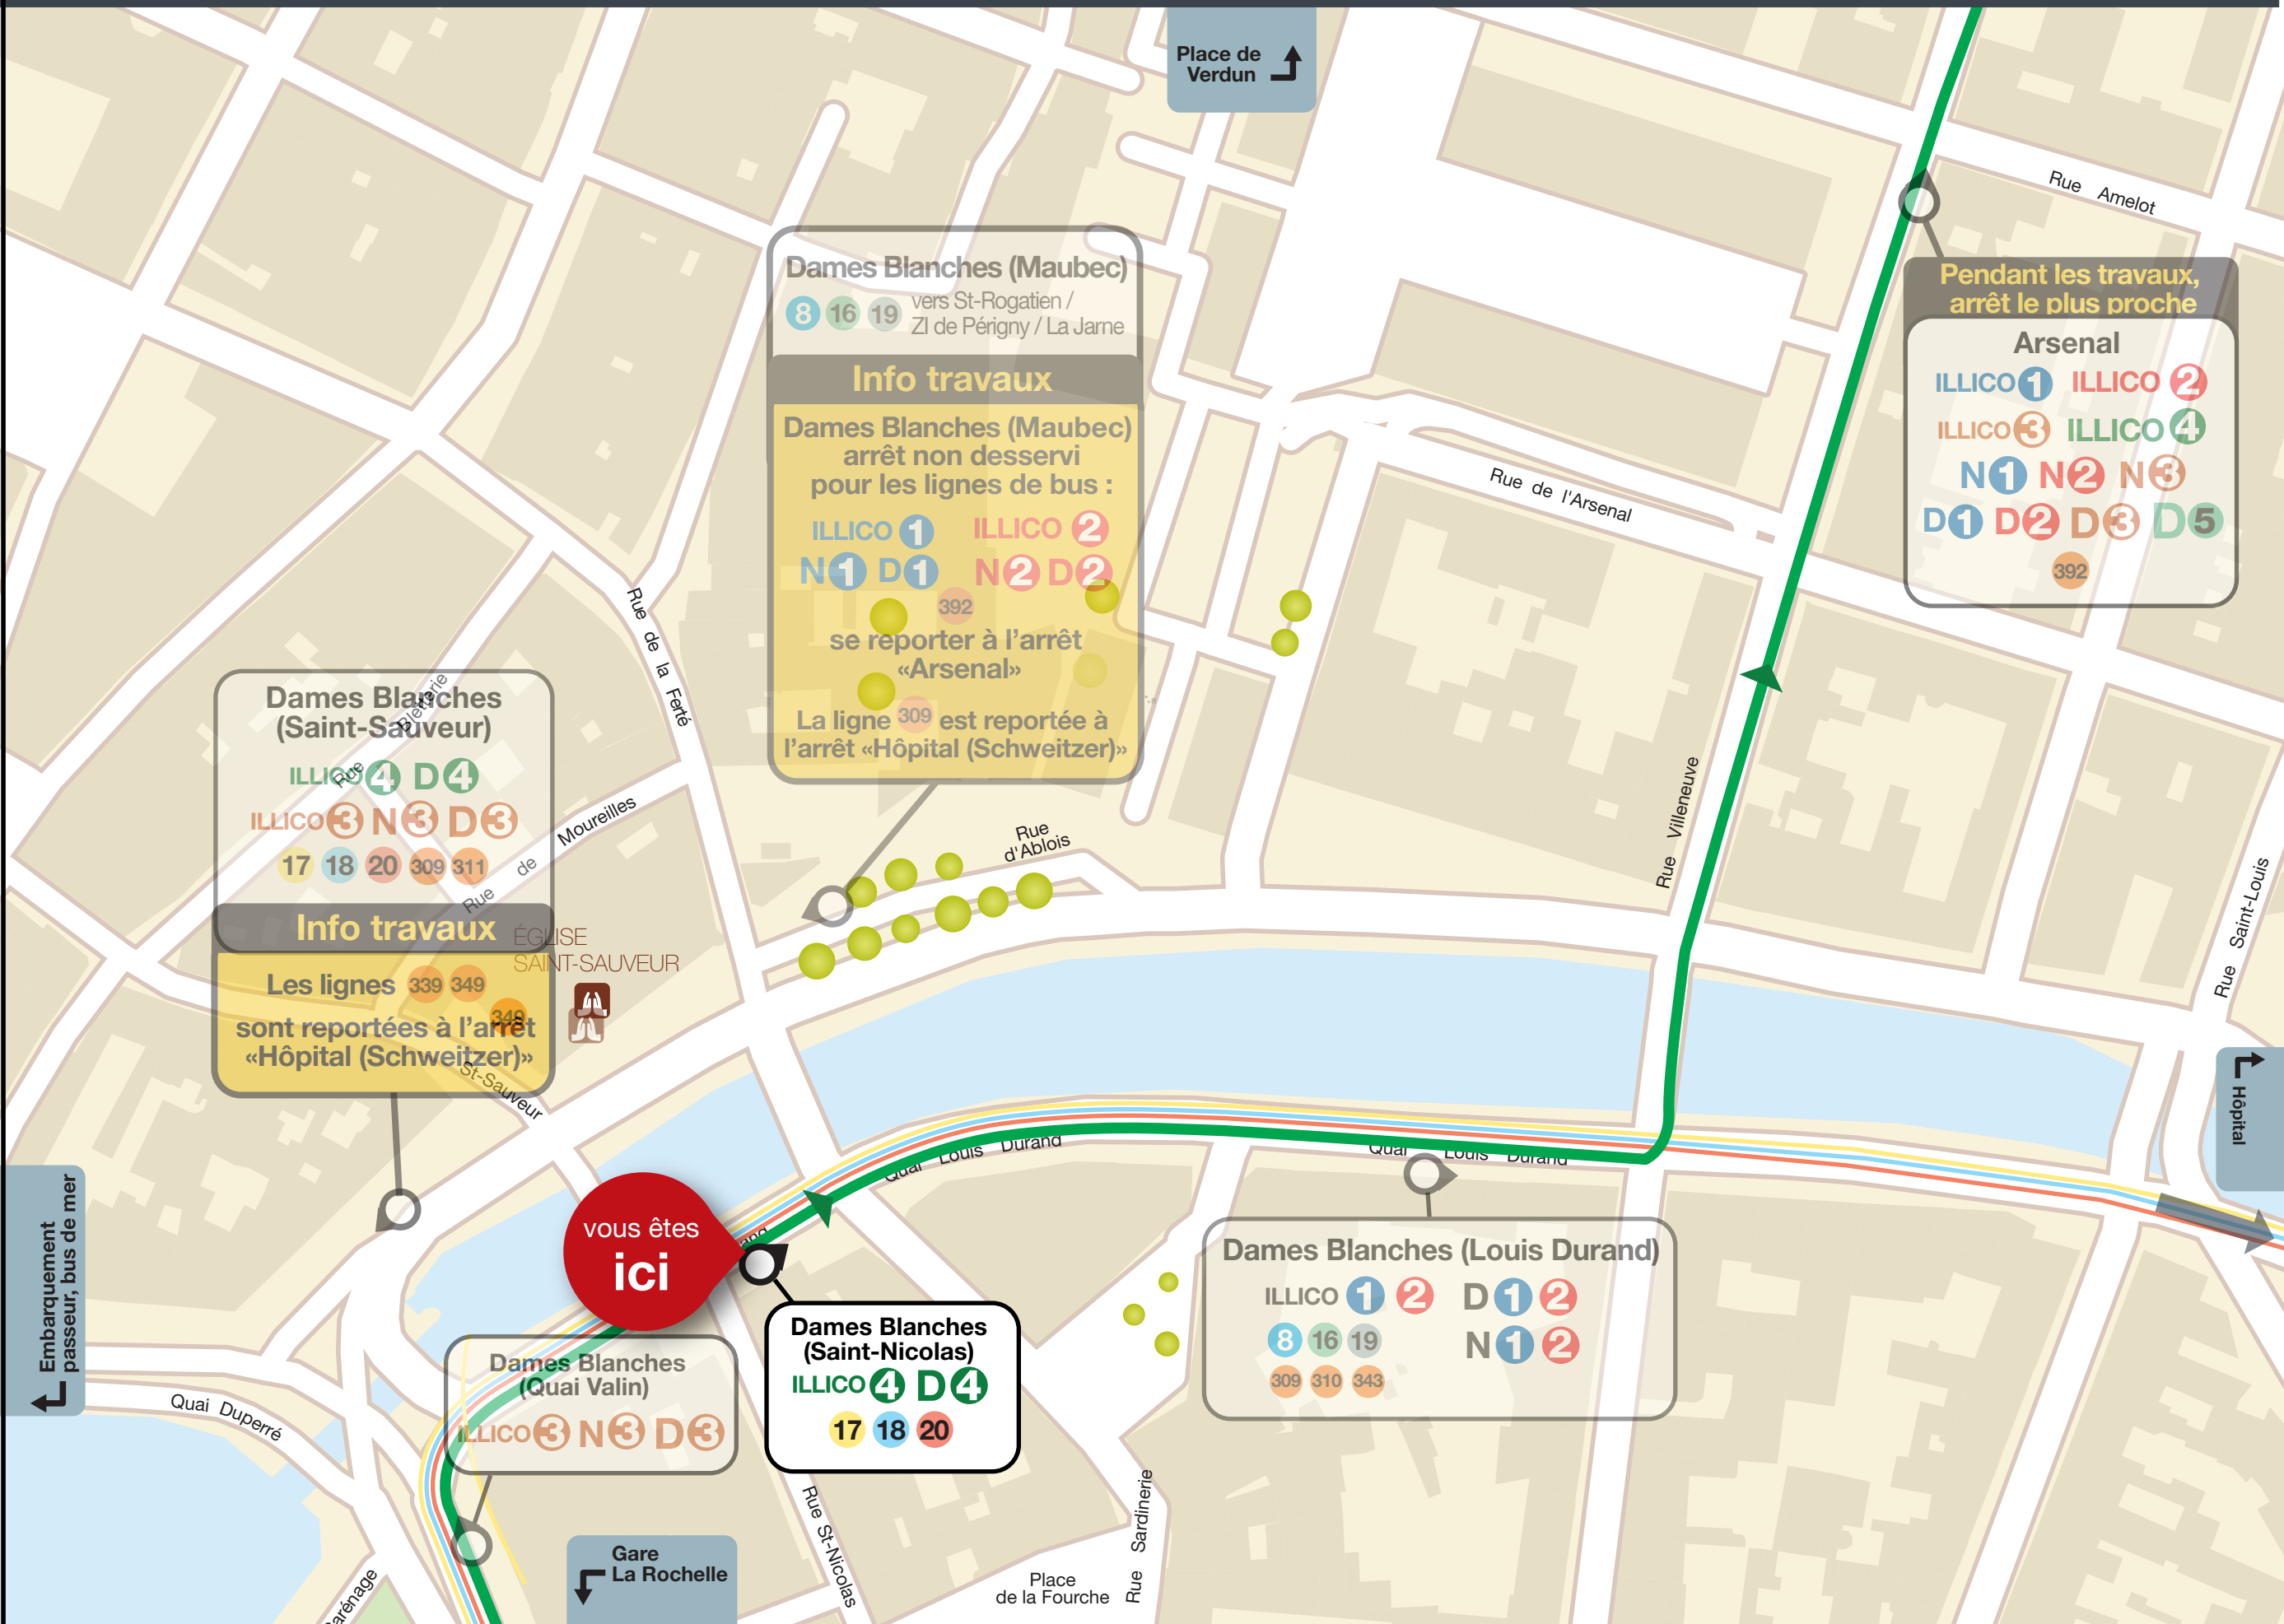 Place de
Verdun
Rue Amelot
Pendant les travaux,
arrêt le plus proche
Arsenal
ILLICO 1 ILLICO 2
ILLICO 3 ILLICO 4
N1 N2 N3
D1 D2 D3 D5
392
Dames Blanches (Maubec)
8 16 19 vers St-Rogatien /
ZI de Périgny / La Jarne
Info travaux
Dames Blanches (Maubec)
arrêt non desservi
pour les lignes de bus :
ILLICO 1 ILLICO 2
N1 D1 N2 D2
392
se reporter à l’arrêt
«Arsenal»
La ligne 309 est reportée à
l’arrêt «Hôpital (Schweitzer)»
Rue de l'Arsenal
Rue de la Ferté
Dames Blanches
(Saint-Sauveur)
ILLICO 4 D4
ILLICO 3 N3 D3
17 18 20 309 311
Info travaux
Les lignes 339 349
349
sont reportées à l’arrêt
«Hôpital (Schweitzer)»
Rue Bletterie
Rue de Moureilles
ÉGLISE
SAINT-SAUVEUR
St-Sauveur
Rue
d'Ablois
Rue Villeneuve
Rue Saint-Louis
Hôpital
Quai Louis Durand
Quai Louis Durand
vous êtes
ici
Embarquement
passeur, bus de mer
Quai Duperré
Dames Blanches
(Quai Valin)
ILLICO 3 N3 D3
Dames Blanches
(Saint-Nicolas)
ILLICO 4 D4
17 18 20
Dames Blanches (Louis Durand)
ILLICO 1 2 D1 2
8 16 19 N1 2
309 310 343
Gare
La Rochelle
Rue St-Nicolas
Place
de la Fourche
Rue Sardinerie